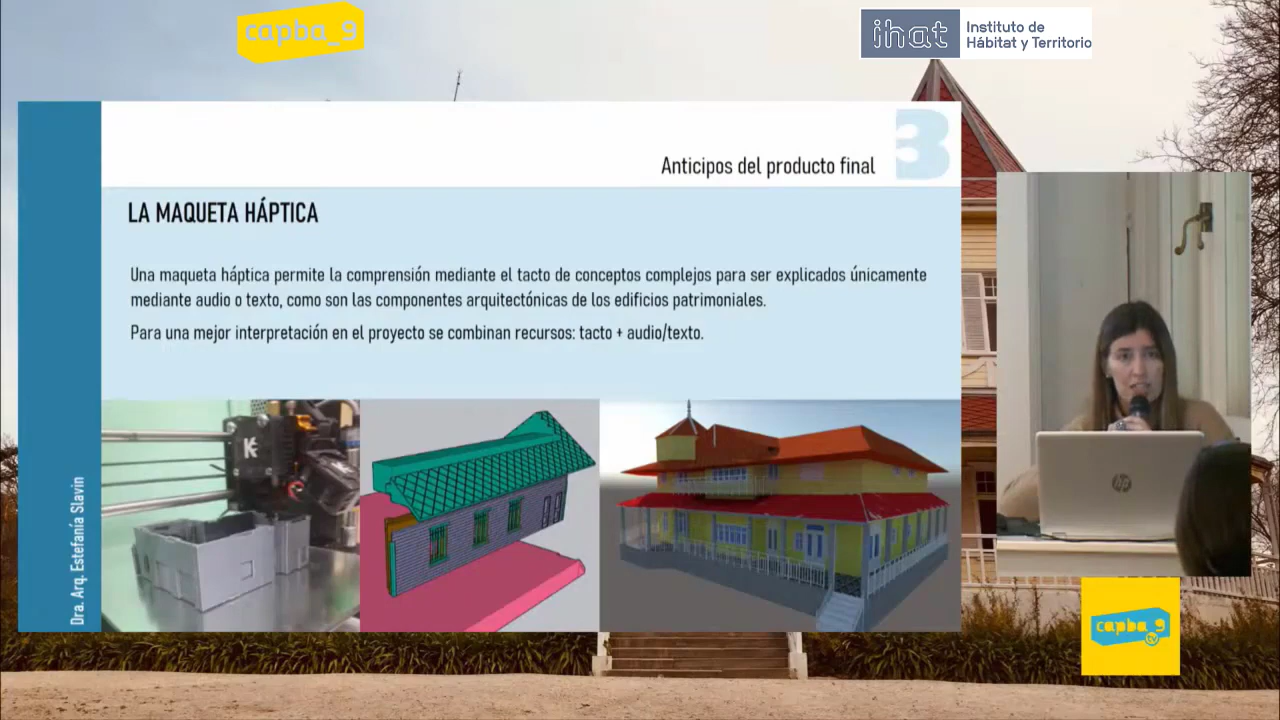 capba_9
ihat
Instituto de
Hábitat y Territorio
3
Anticipos del producto final
LA MAQUETA HÁPTICA
Una maqueta háptica permite la comprensión mediante el tacto de conceptos complejos para ser explicados únicamente
mediante audio o texto, como son las componentes arquitectónicas de los edificios patrimoniales.
Para una mejor interpretación en el proyecto se combinan recursos: tacto + audio/texto.
Dra. Arq. Estefanía Slavin
K
hp
capba_9
tv